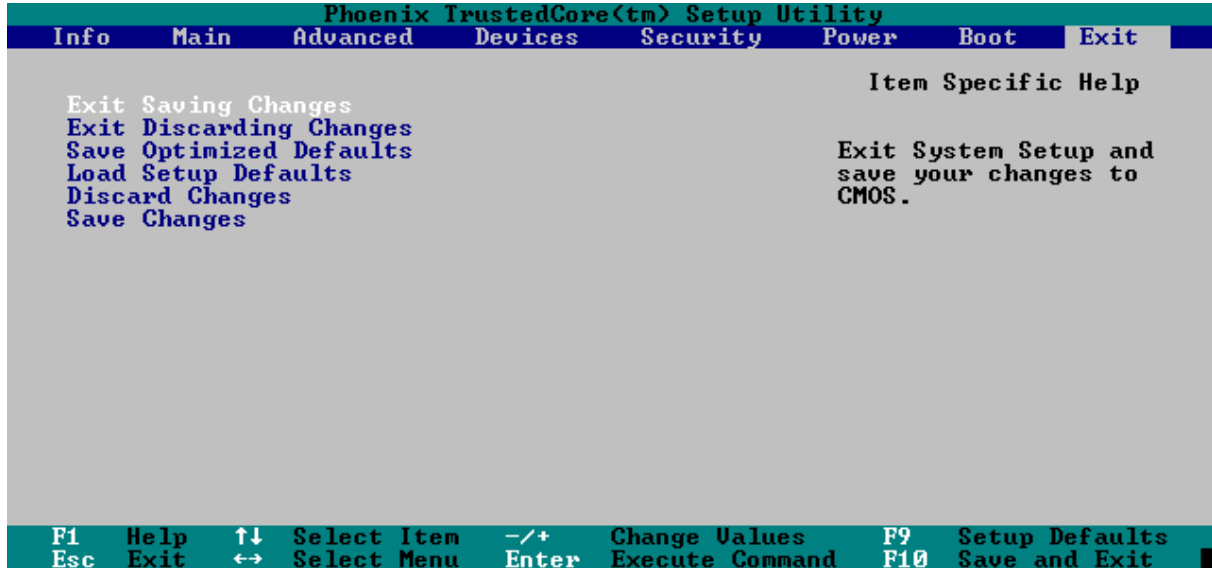 Phoenix TrustedCore(tm) Setup Utility
Info Main Advanced Devices Security Power Boot Exit
Item Specific Help
Exit Saving Changes
Exit Discarding Changes
Save Optimized Defaults
Load Setup Defaults
Discard Changes
Save Changes
Exit System Setup and
save your changes to
CMOS.
F1 Help ↑↓ Select Item -/+ Change Values F9 Setup Defaults
Esc Exit ↔ Select Menu Enter Execute Command F10 Save and Exit